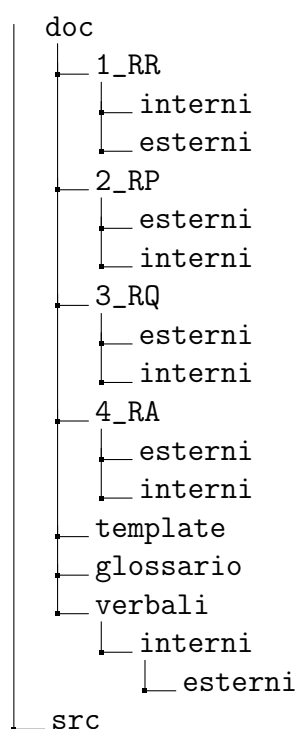 doc
1_RR
interni
esterni
2_RP
esterni
interni
3_RQ
esterni
interni
4_RA
esterni
interni
template
glossario
verbali
interni
esterni
src